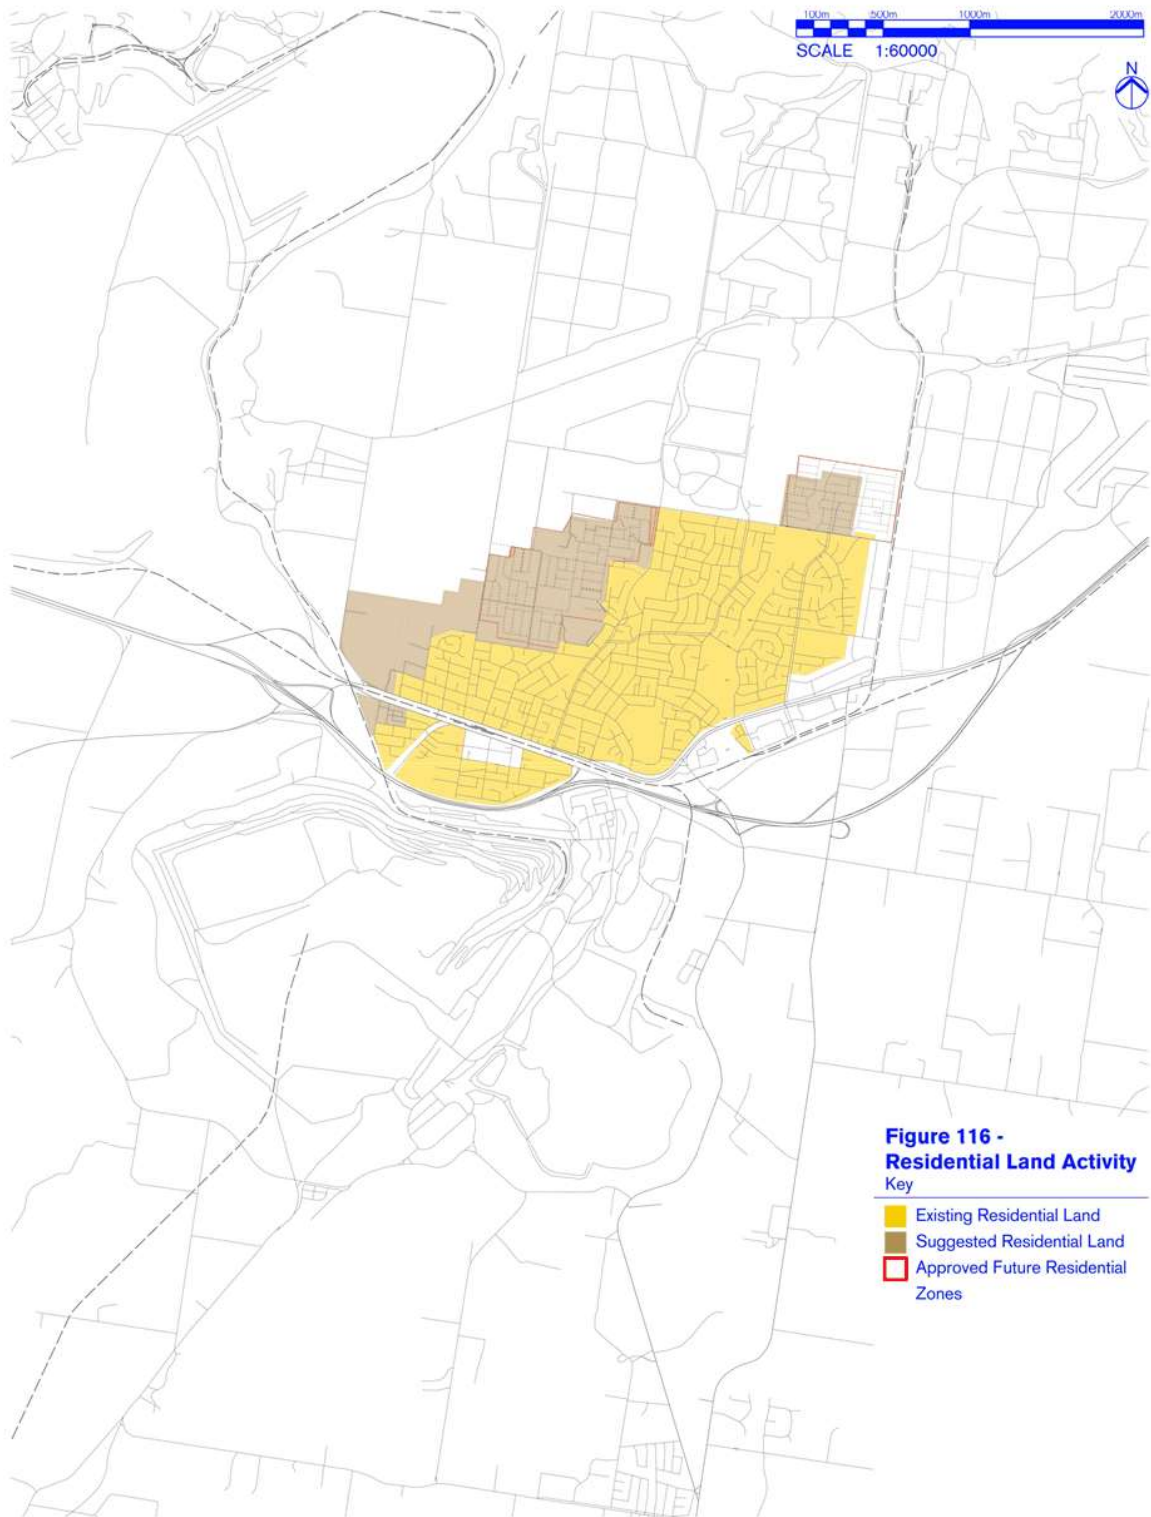 100m 500m 1000m 2000m
SCALE 1:60000
N
Figure 116 -
Residential Land Activity
Key
Existing Residential Land
Suggested Residential Land
Approved Future Residential
Zones